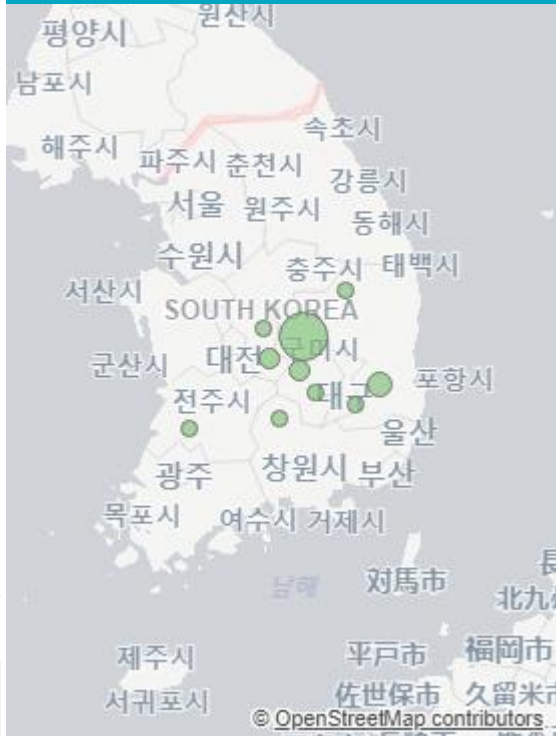 원산시
평양시
남포시
속초시
해주시 파주시 춘천시
강릉시
서울 원주시
동해시
수원시
충주시 태백시
서산시
SOUTH KOREA
구미시
대전
군산시
포항시
대구
전주시
울산
창원시 부산
광주
목포시
여수시 거제시
남해
対馬市
北九
제주시
平戸市 福岡市
서귀포시
佐世保市 久留米市
© OpenStreetMap contributors